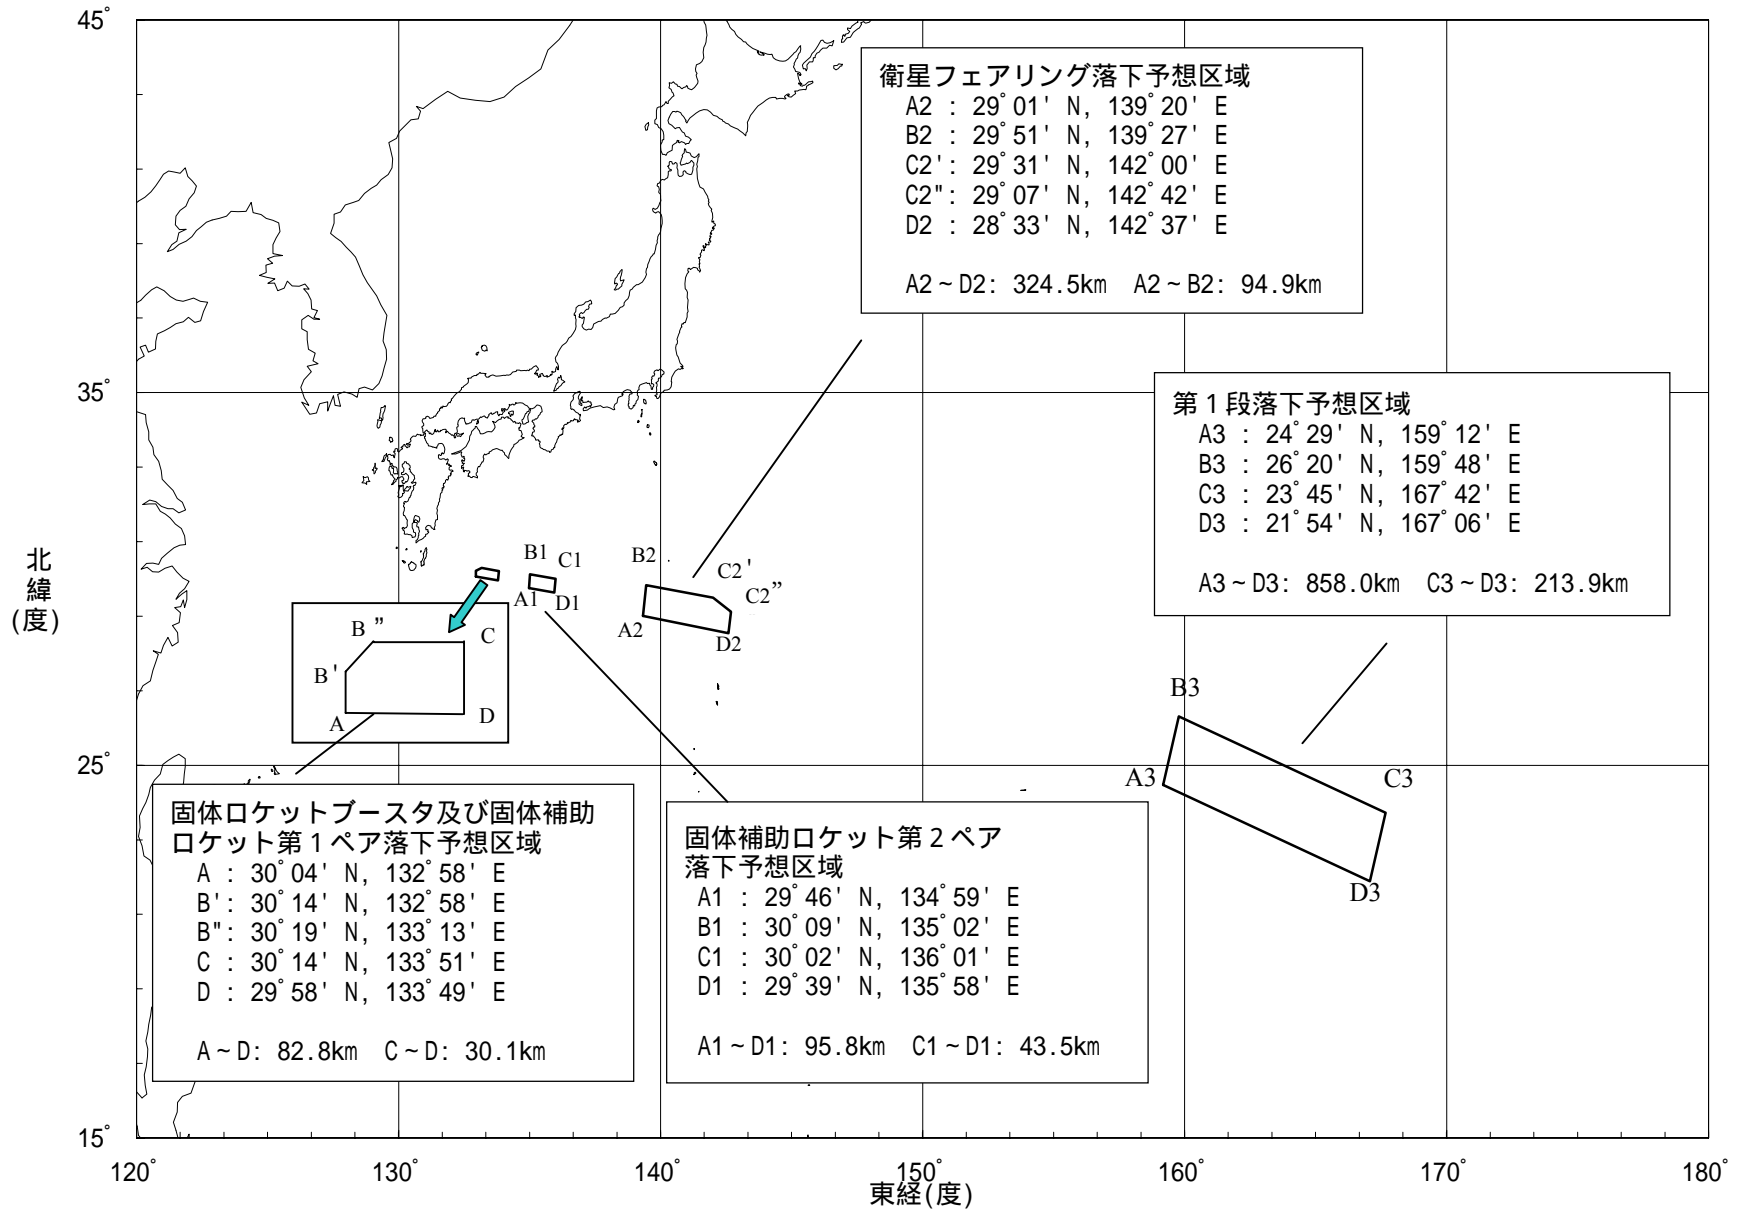 45°
35°
25°
15°
北
緯
(度)
120°
130°
140°
150°
160°
170°
180°
東経(度)
衛星フェアリング落下予想区域
A2 : 29°01' N, 139°20' E
B2 : 29°51' N, 139°27' E
C2': 29°31' N, 142°00' E
C2": 29°07' N, 142°42' E
D2 : 28°33' N, 142°37' E
A2～D2: 324.5km A2～B2: 94.9km
第１段落下予想区域
A3 : 24°29' N, 159°12' E
B3 : 26°20' N, 159°48' E
C3 : 23°45' N, 167°42' E
D3 : 21°54' N, 167°06' E
A3～D3: 858.0km C3～D3: 213.9km
B1
C1
A1
D1
B2
C2'
C2”
A2
D2
B”
C
B'
A
D
B3
A3
C3
D3
固体ロケットブースタ及び固体補助
ロケット第１ペア落下予想区域
A : 30°04' N, 132°58' E
B': 30°14' N, 132°58' E
B": 30°19' N, 133°13' E
C : 30°14' N, 133°51' E
D : 29°58' N, 133°49' E
A～D: 82.8km C～D: 30.1km
固体補助ロケット第２ペア
落下予想区域
A1 : 29°46' N, 134°59' E
B1 : 30°09' N, 135°02' E
C1 : 30°02' N, 136°01' E
D1 : 29°39' N, 135°58' E
A1～D1: 95.8km C1～D1: 43.5km